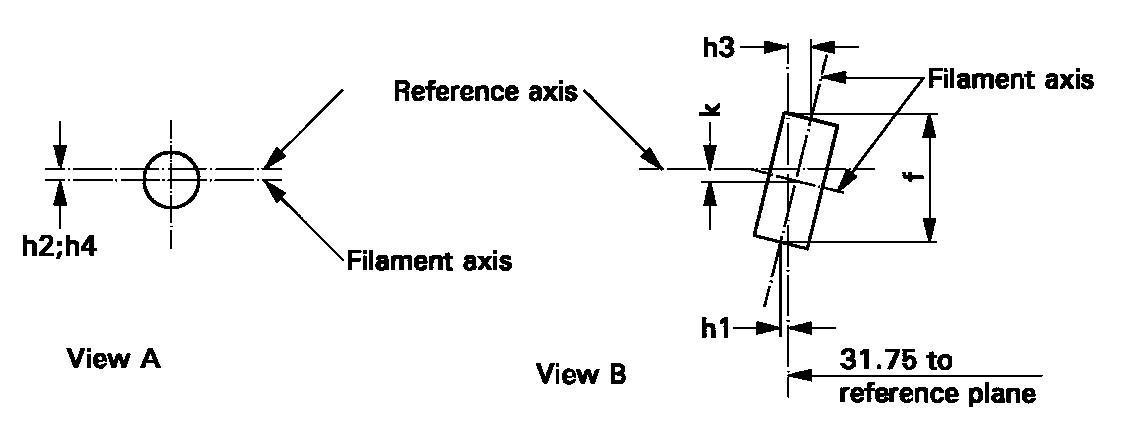 h3
Reference axis
Filament axis
k
f
h2;h4
Filament axis
h1
View A
View B
31.75 to
reference plane